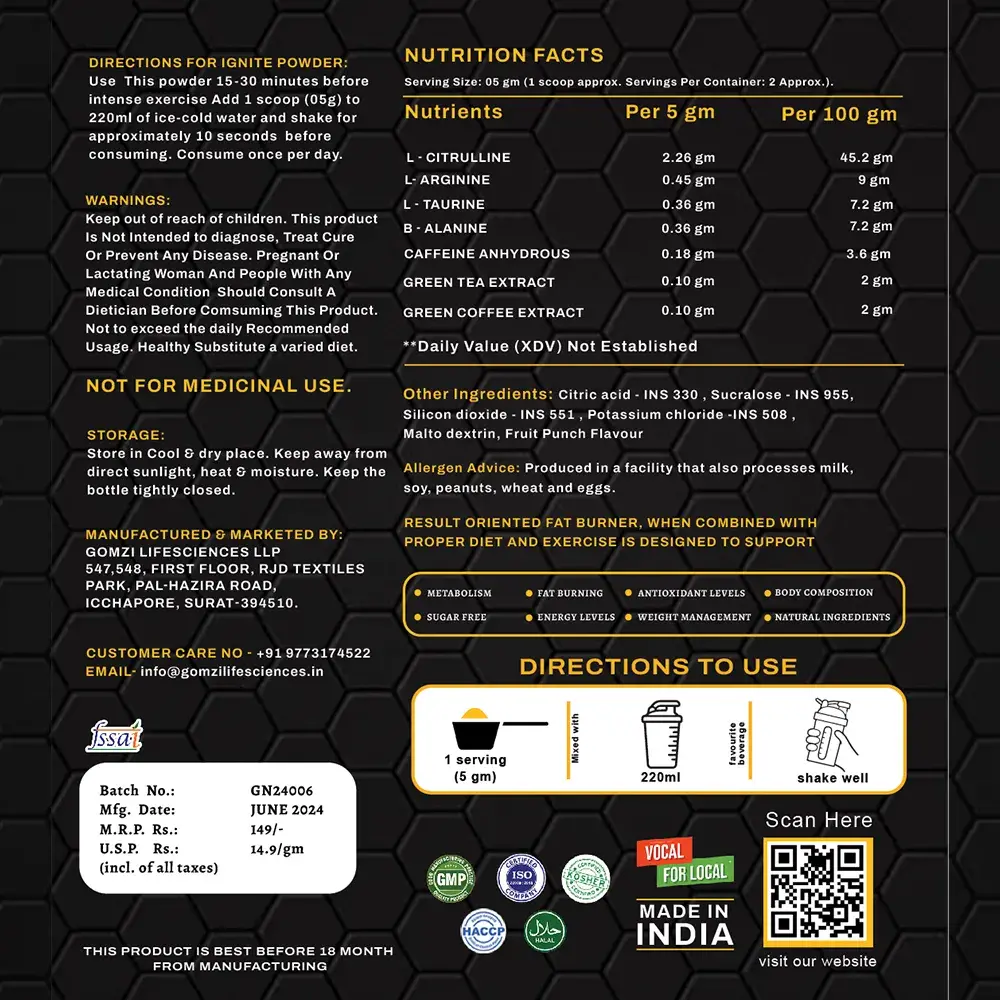 DIRECTIONS FOR IGNITE POWDER:
Use This powder 15-30 minutes before
intense exercise Add 1 scoop (05g) to
220ml of ice-cold water and shake for
approximately 10 seconds before
consuming. Consume once per day.
WARNINGS:
Keep out of reach of children. This product
Is Not Intended to diagnose, Treat Cure
Or Prevent Any Disease. Pregnant Or
Lactating Woman And People With Any
Medical Condition Should Consult A
Dietician Before Comsuming This Product.
Not to exceed the daily Recommended
Usage. Healthy Substitute a varied diet.
NOT FOR MEDICINAL USE.
STORAGE:
Store in Cool & dry place. Keep away from
direct sunlight, heat & moisture. Keep the
bottle tightly closed.
MANUFACTURED & MARKETED BY:
GOMZI LIFESCIENCES LLP
547,548, FIRST FLOOR, RJD TEXTILES
PARK, PAL-HAZIRA ROAD,
ICCHAPORE, SURAT-394510.
CUSTOMER CARE NO - +91 9773174522
EMAIL- info@gomzilifesciences.in
fssai
Batch No.: GN24006
Mfg. Date: JUNE 2024
M.R.P. Rs.: 149/-
U.S.P. Rs.: 14.9/gm
(incl. of all taxes)
THIS PRODUCT IS BEST BEFORE 18 MONTH
FROM MANUFACTURING
NUTRITION FACTS
Serving Size: 05 gm (1 scoop approx. Servings Per Container: 2 Approx.).
Nutrients Per 5 gm Per 100 gm
L - CITRULLINE 2.26 gm 45.2 gm
L- ARGININE 0.45 gm 9 gm
L - TAURINE 0.36 gm 7.2 gm
B - ALANINE 0.36 gm 7.2 gm
CAFFEINE ANHYDROUS 0.18 gm 3.6 gm
GREEN TEA EXTRACT 0.10 gm 2 gm
GREEN COFFEE EXTRACT 0.10 gm 2 gm
**Daily Value (XDV) Not Established
Other Ingredients: Citric acid - INS 330 , Sucralose - INS 955,
Silicon dioxide - INS 551 , Potassium chloride -INS 508 ,
Malto dextrin, Fruit Punch Flavour
Allergen Advice: Produced in a facility that also processes milk,
soy, peanuts, wheat and eggs.
RESULT ORIENTED FAT BURNER, WHEN COMBINED WITH
PROPER DIET AND EXERCISE IS DESIGNED TO SUPPORT
METABOLISM FAT BURNING ANTIOXIDANT LEVELS BODY COMPOSITION
SUGAR FREE ENERGY LEVELS WEIGHT MANAGEMENT NATURAL INGREDIENTS
DIRECTIONS TO USE
1 serving
(5 gm)
Mixed with
220ml
favourite
beverage
shake well
GMP
CERTIFIED
ISO
COMPANY
CERTIFIED
KOSHER
HACCP
حلال
HALAL
VOCAL
FOR LOCAL
MADE IN
INDIA
Scan Here
visit our website